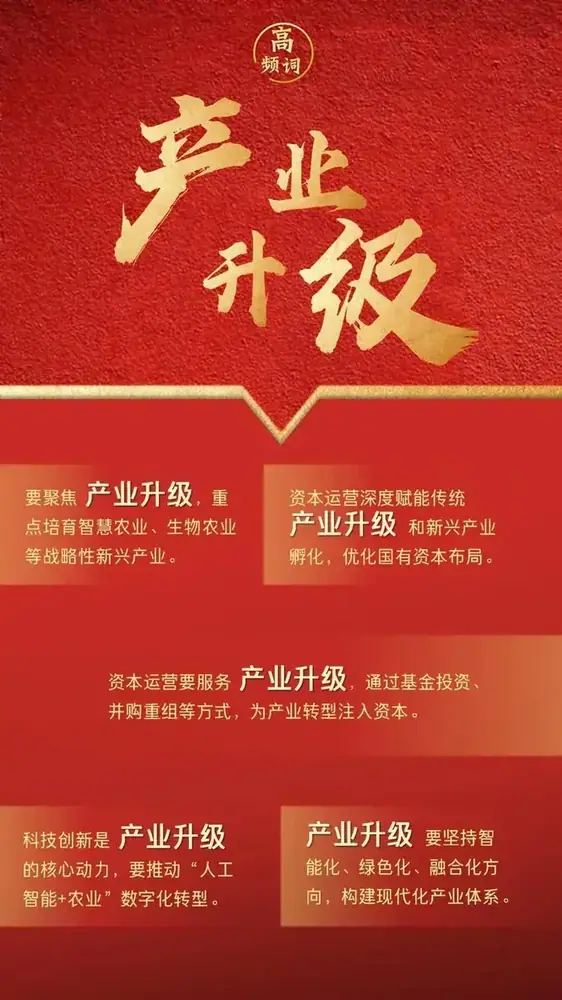 高
频词
产业
升级
要聚焦 产业升级，重
点培育智慧农业、生物农业
等战略性新兴产业。
资本运营深度赋能传统
产业升级 和新兴产业
孵化，优化国有资本布局。
资本运营要服务 产业升级，通过基金投资、
并购重组等方式，为产业转型注入资本。
科技创新是 产业升级
的核心动力，要推动“人工
智能+农业”数字化转型。
产业升级 要坚持智
能化、绿色化、融合化方
向，构建现代化产业体系。